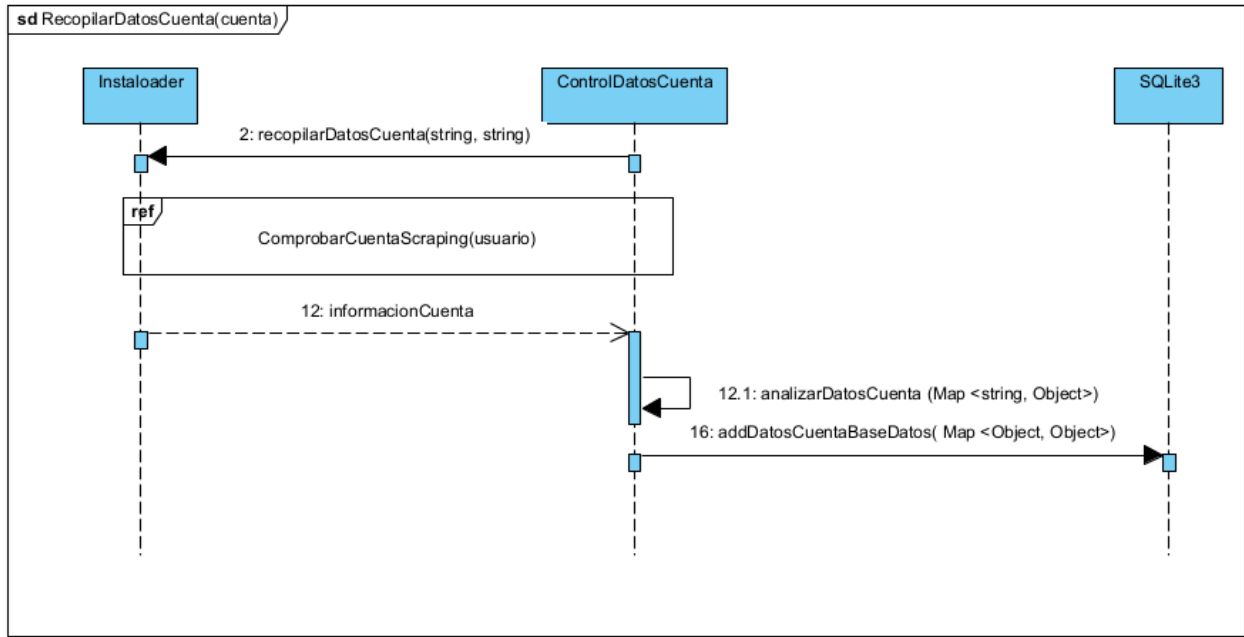 sd RecopilarDatosCuenta(cuenta)
Instaloader
ControlDatosCuenta
SQLite3
2: recopilarDatosCuenta(string, string)
ref
ComprobarCuentaScraping(usuario)
12: informacionCuenta
12.1: analizarDatosCuenta (Map <string, Object>)
16: addDatosCuentaBaseDatos( Map <Object, Object>)